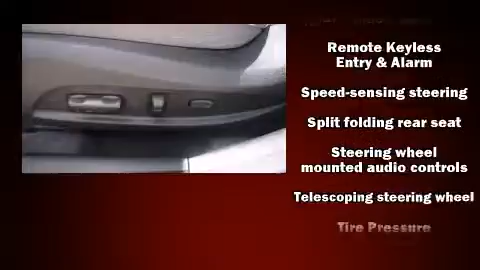 Remote Keyless
Entry & Alarm
Speed-sensing steering
Split folding rear seat
Steering wheel
mounted audio controls
Telescoping steering wheel
Tire Pressure